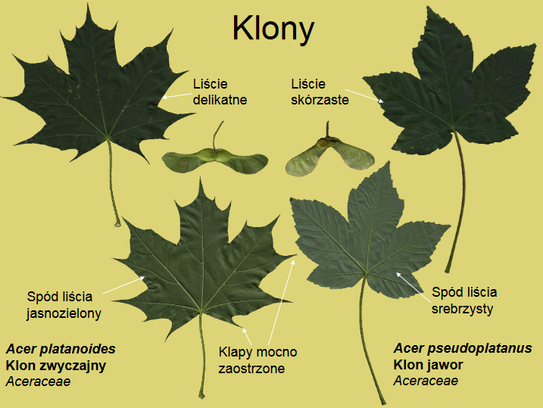 Klony
Liście
delikatne
Liście
skórzaste
Spód liścia
jasnozielony
Spód liścia
srebrzysty
Klapy mocno
zaostrzone
Acer platanoides
Klon zwyczajny
Aceraceae
Acer pseudoplatanus
Klon jawor
Aceraceae